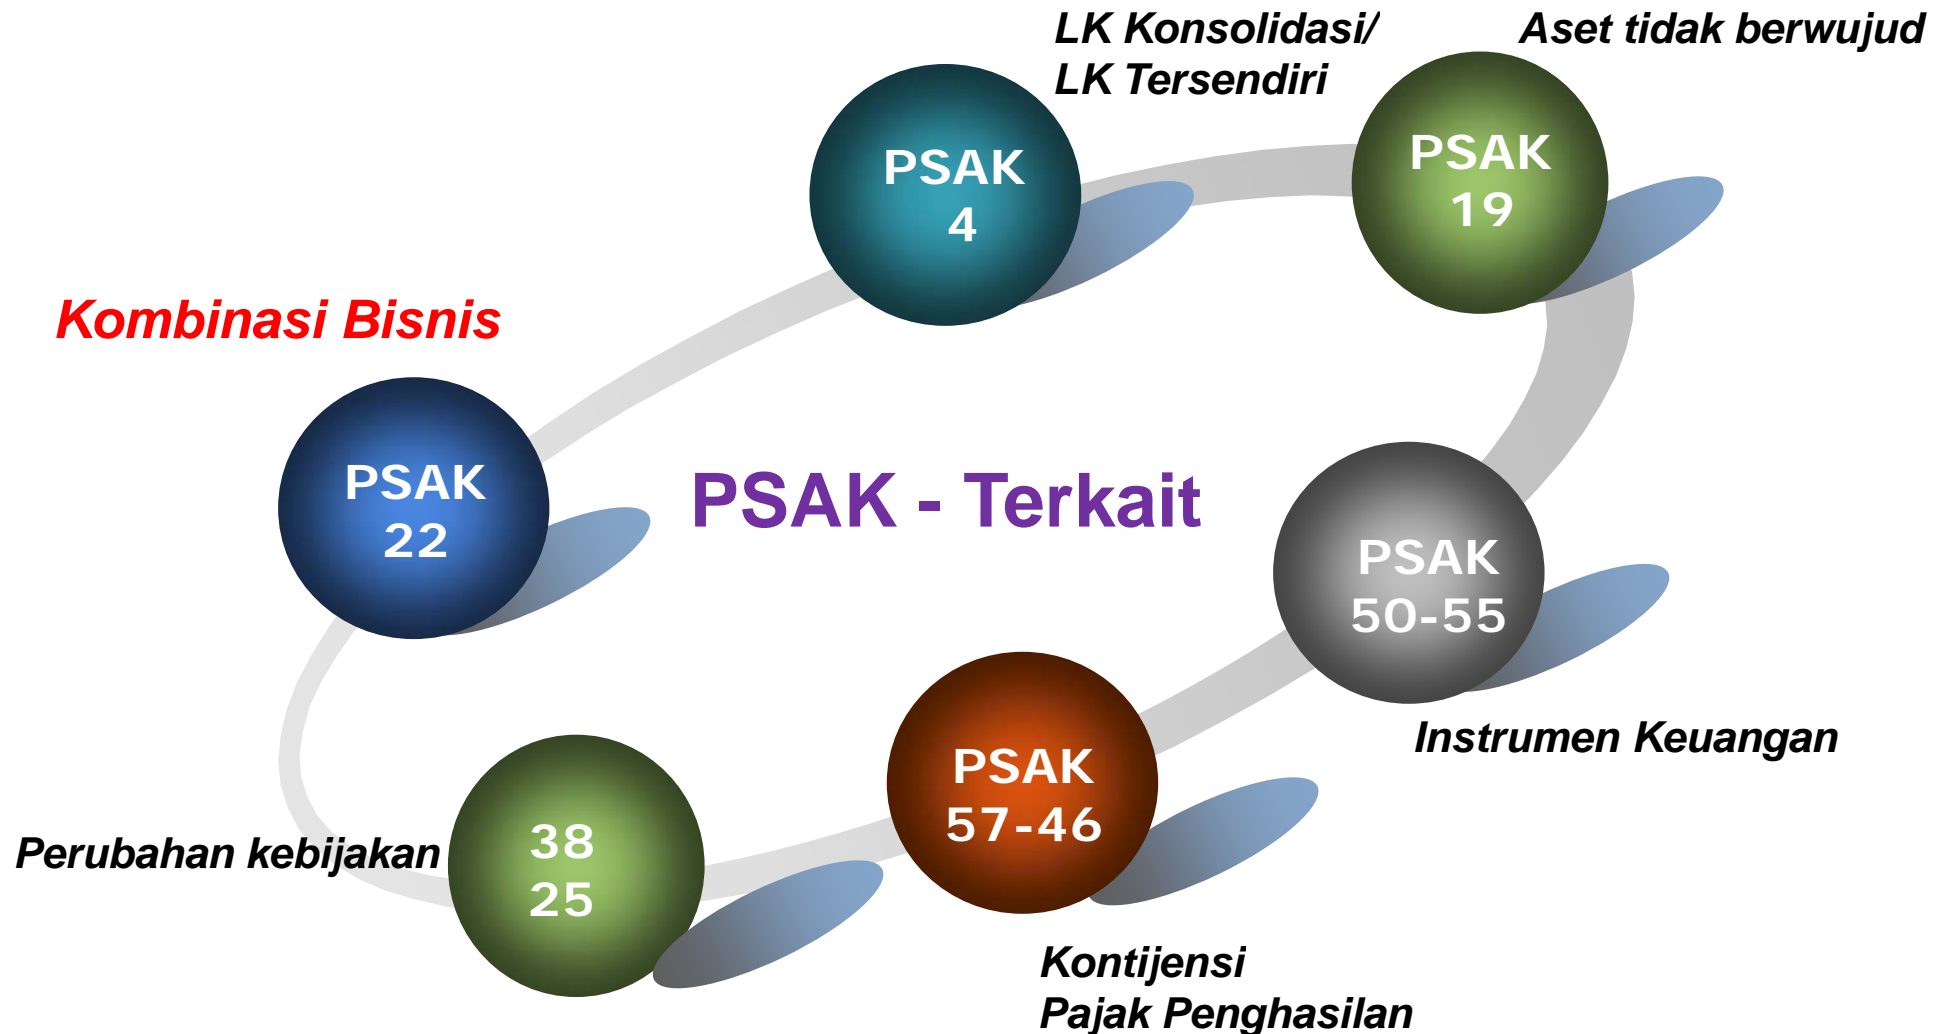 LK Konsolidasi/
LK Tersendiri
Aset tidak berwujud
PSAK
4
PSAK
19
Kombinasi Bisnis
PSAK
22
PSAK - Terkait
PSAK
50-55
Instrumen Keuangan
PSAK
57-46
38
25
Perubahan kebijakan
Kontijensi
Pajak Penghasilan